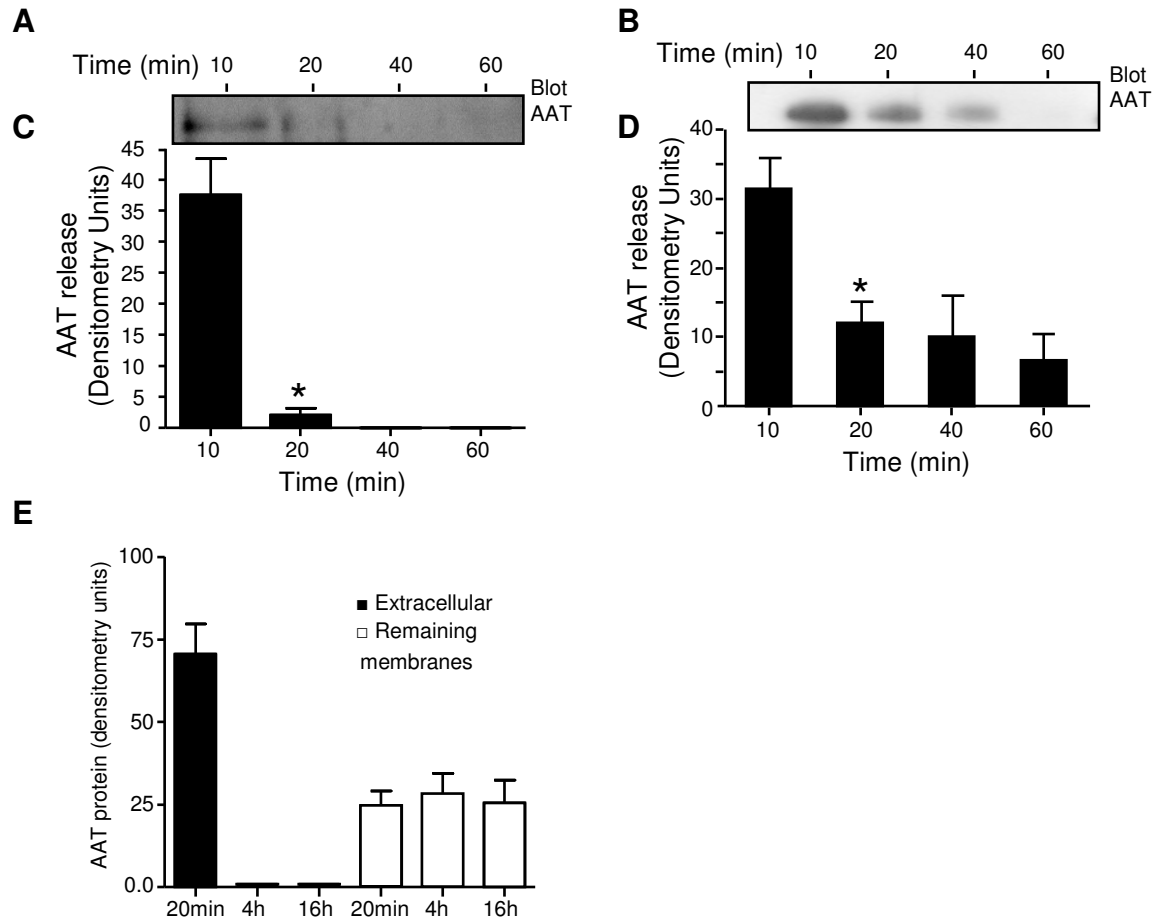 A
Time (min) 10 20 40 60
Blot
AAT
B
Time (min) 10 20 40 60
Blot
AAT
C
AAT release
(Densitometry Units)
45
40
35
30
25
20
15
10
5
0
*
10 20 40 60
Time (min)
D
AAT release
(Densitometry Units)
40
30
20
10
0
*
10 20 40 60
Time (min)
E
AAT protein (densitometry units)
100
75
50
25
0.0
Extracellular
Remaining
membranes
20min 4h 16h 20min 4h 16h